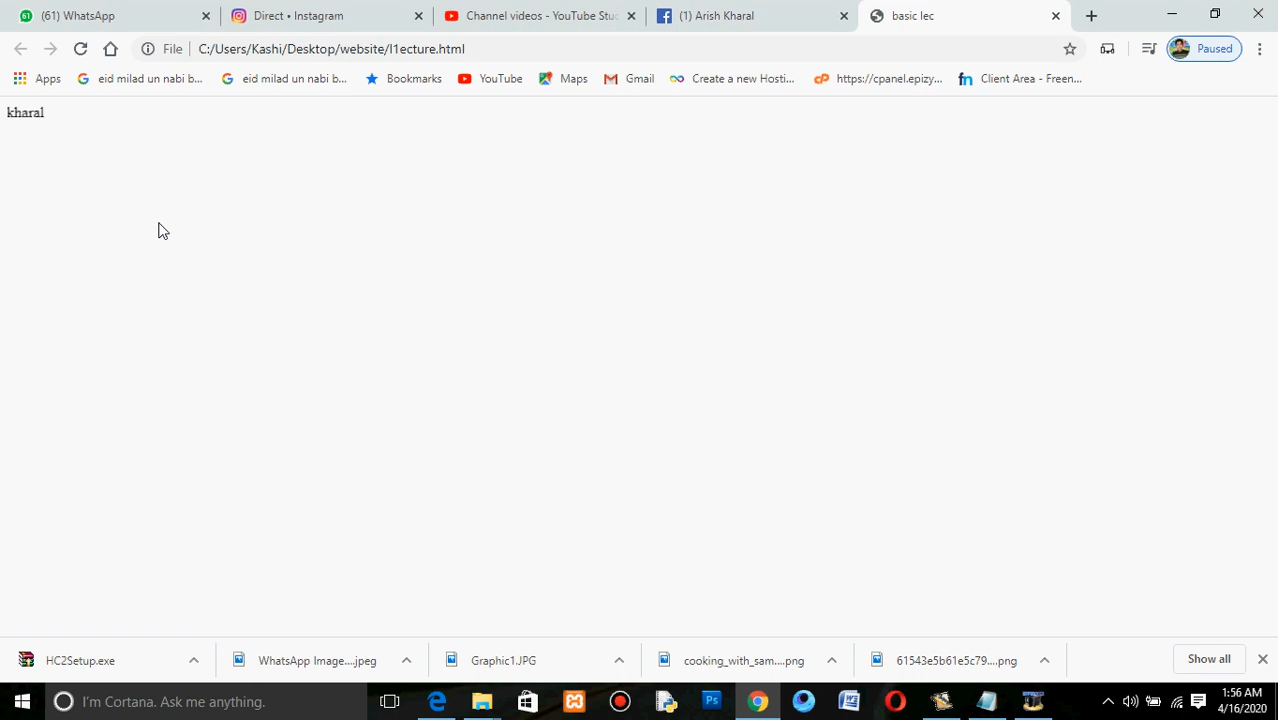 (61) WhatsApp
Direct • Instagram
Channel videos - YouTube Stu
(1) Arish Kharal
basic lec
File
C:/Users/Kashi/Desktop/website/l1ecture.html
Paused
Apps
eid milad un nabi b...
eid milad un nabi b...
Bookmarks
YouTube
Maps
Gmail
Create a new Hosti...
https://cpanel.epizy...
Client Area - Freen...
kharal
HC2Setup.exe
WhatsApp Image....jpeg
Graphic1.JPG
cooking_with_sam....png
61543e5b61e5c79....png
Show all
I'm Cortana. Ask me anything.
1:56 AM
4/16/2020